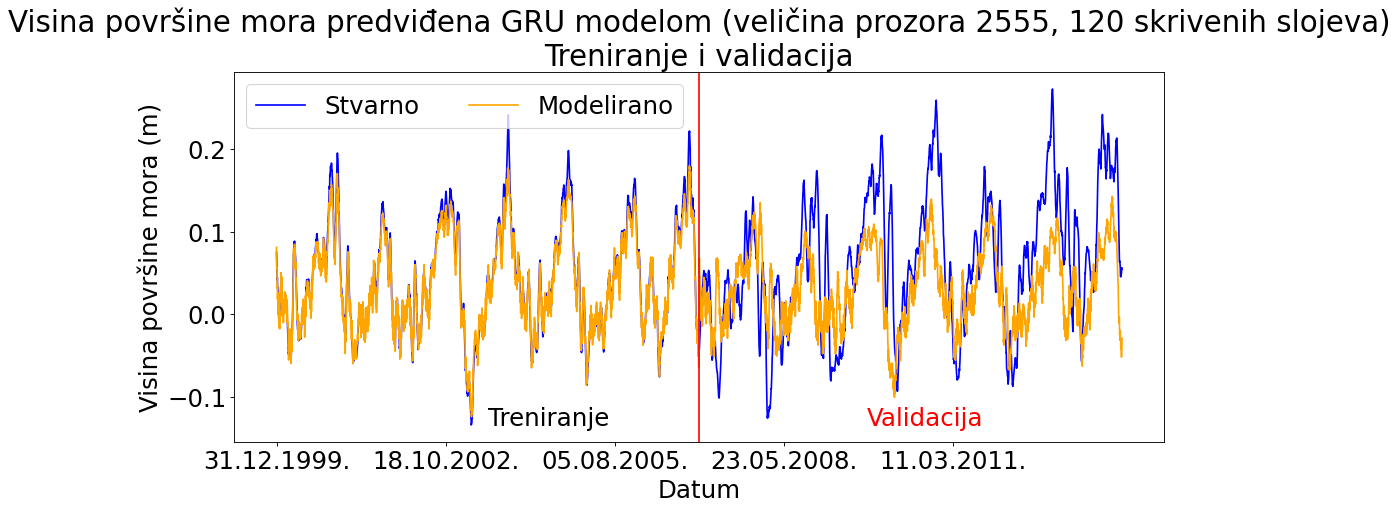 Visina površine mora predviđena GRU modelom (veličina prozora 2555, 120 skrivenih slojeva)
Treniranje i validacija
Stvarno
Modelirano
Visina površine mora (m)
0.2
0.1
0.0
−0.1
Treniranje
Validacija
31.12.1999.
18.10.2002.
05.08.2005.
23.05.2008.
11.03.2011.
Datum